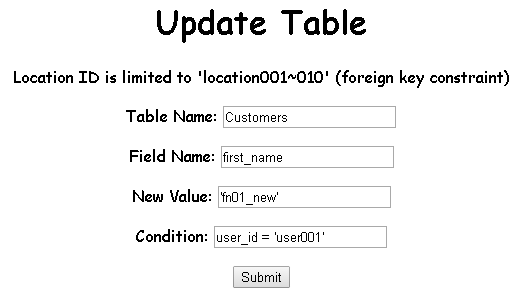 Update Table
Location ID is limited to 'location001~010' (foreign key constraint)
Table Name: Customers
Field Name: first_name
New Value: 'fn01_new'
Condition: user_id = 'user001'
Submit